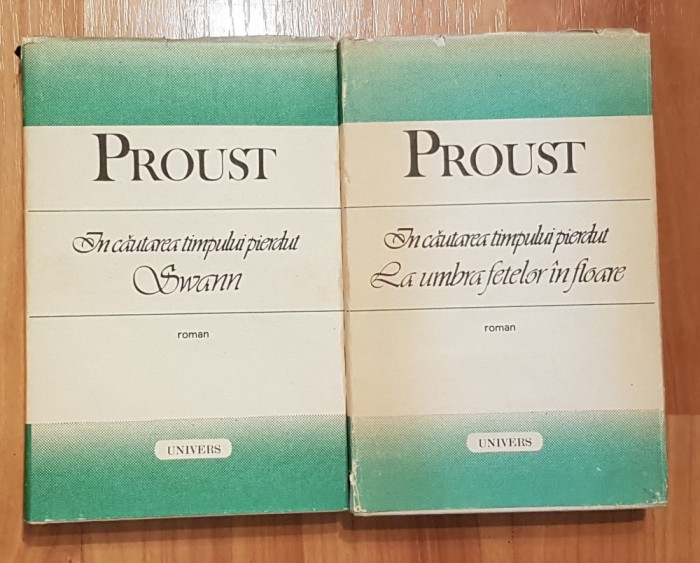 PROUST
In căutarea timpului pierdut
Swann
roman
UNIVERS
PROUST
In căutarea timpului pierdut
La umbra fetelor în floare
roman
UNIVERS